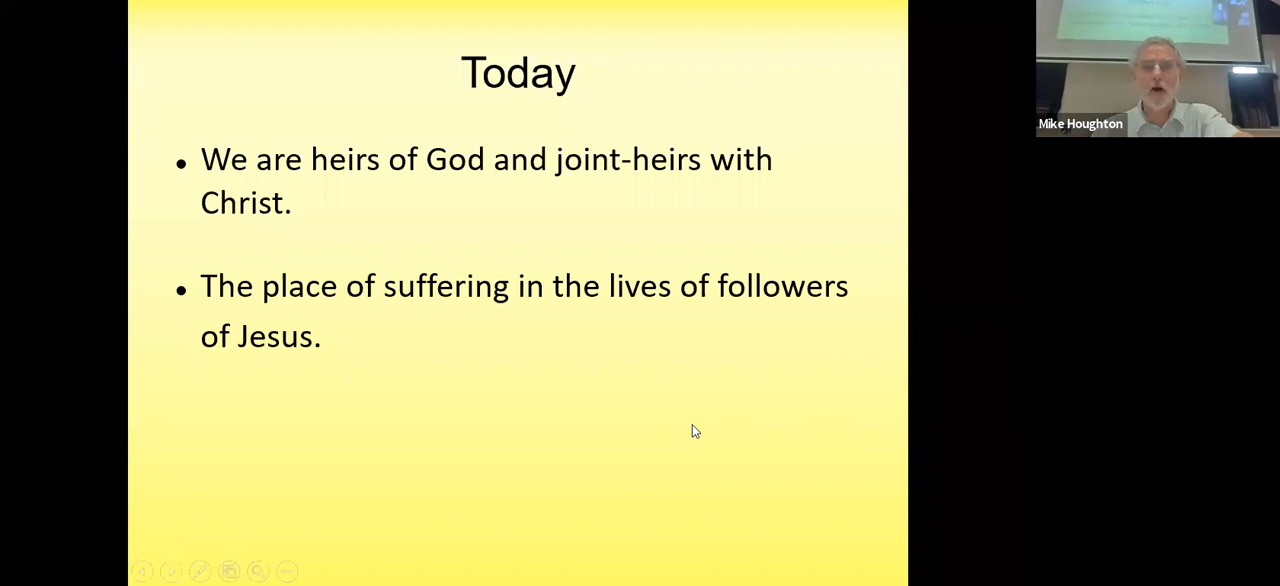 Today
• We are heirs of God and joint-heirs with
Christ.
• The place of suffering in the lives of followers
of Jesus.
Mike Houghton